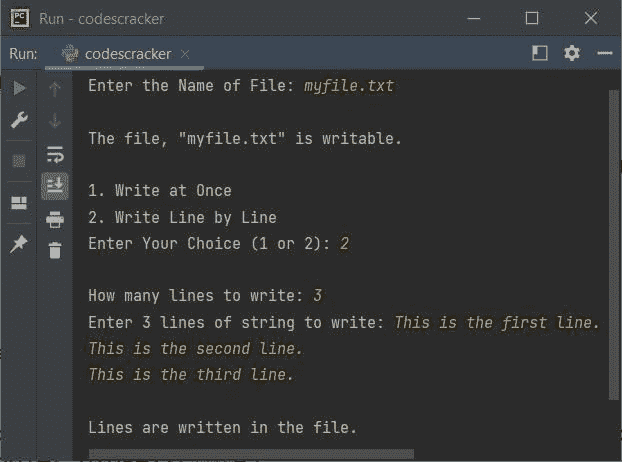 PC
Run - codescracker
Run: codescracker
Enter the Name of File: myfile.txt
The file, "myfile.txt" is writable.
1. Write at Once
2. Write Line by Line
Enter Your Choice (1 or 2): 2
How many lines to write: 3
Enter 3 lines of string to write: This is the first line.
This is the second line.
This is the third line.
Lines are written in the file.